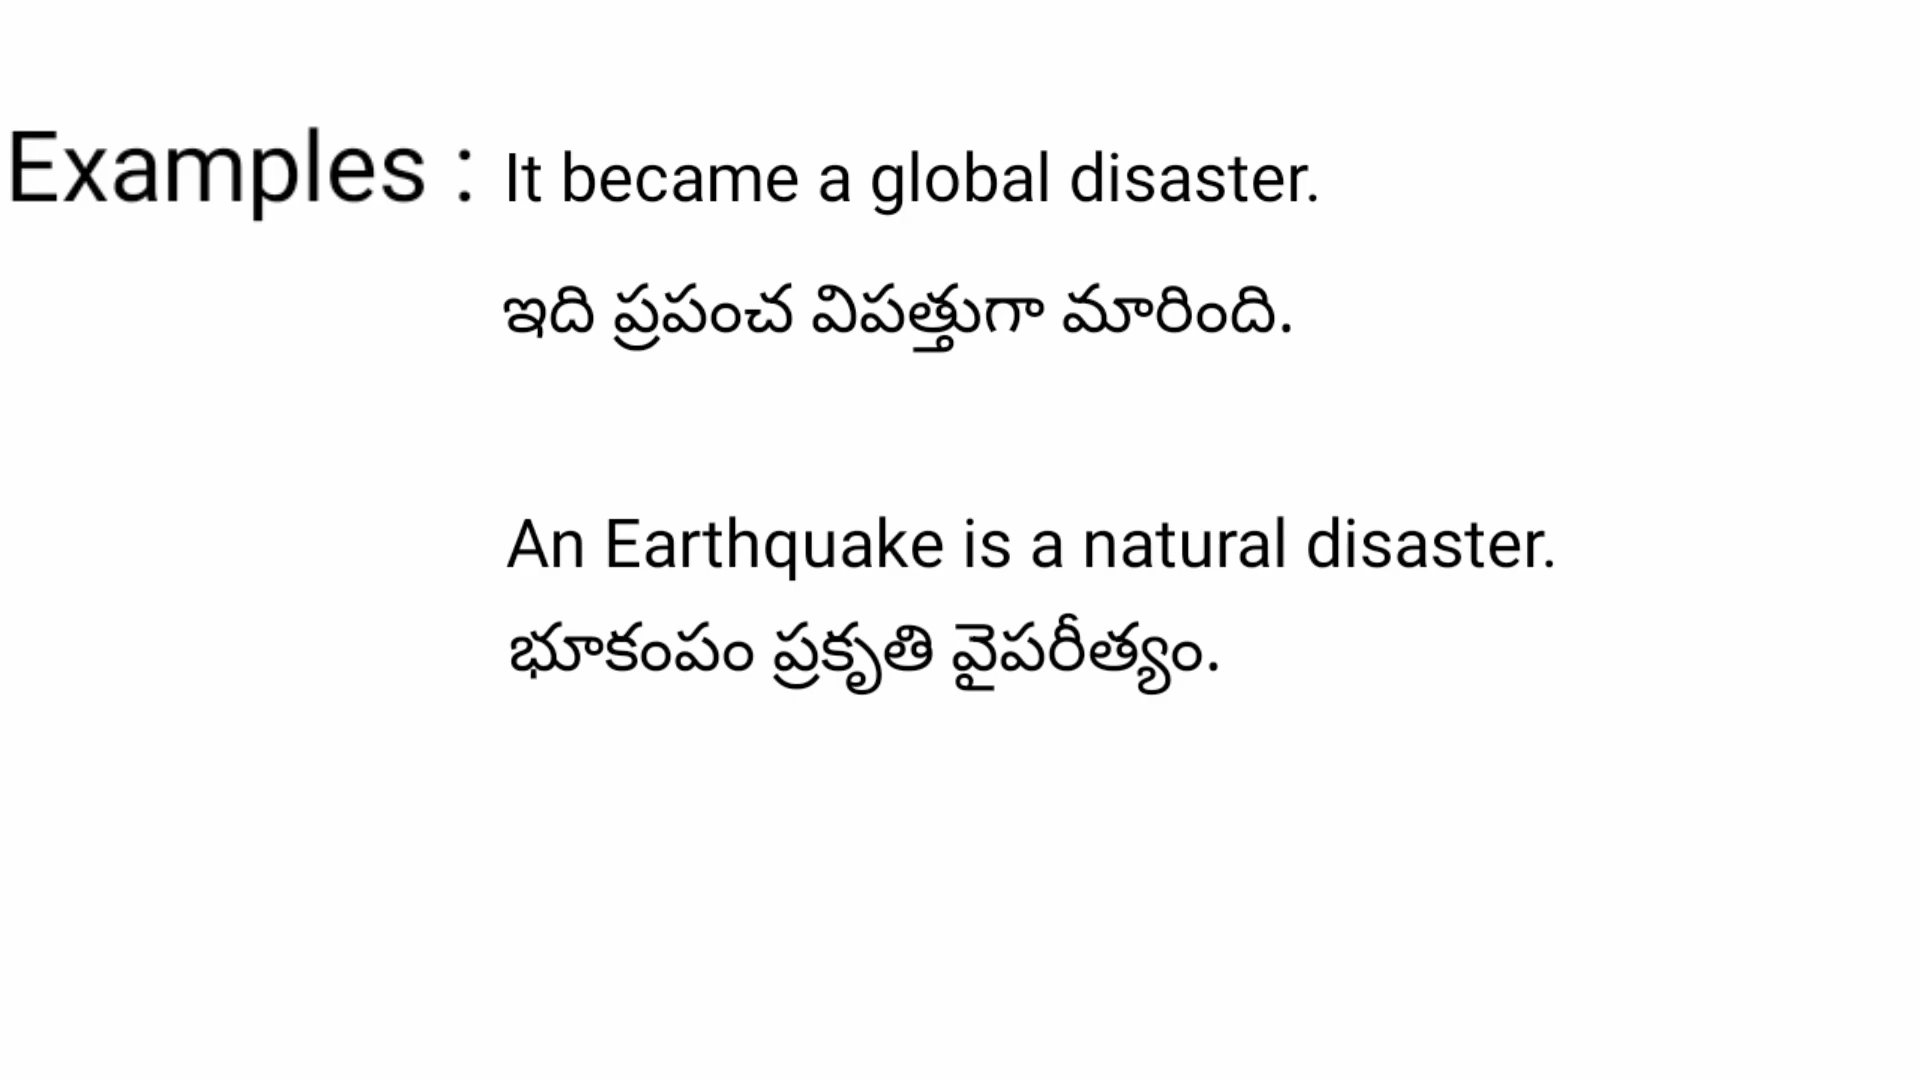 Examples : It became a global disaster.
ఇది ప్రపంచ విపత్తుగా మారింది.
An Earthquake is a natural disaster.
భూకంపం ప్రకృతి వైపరీత్యం.